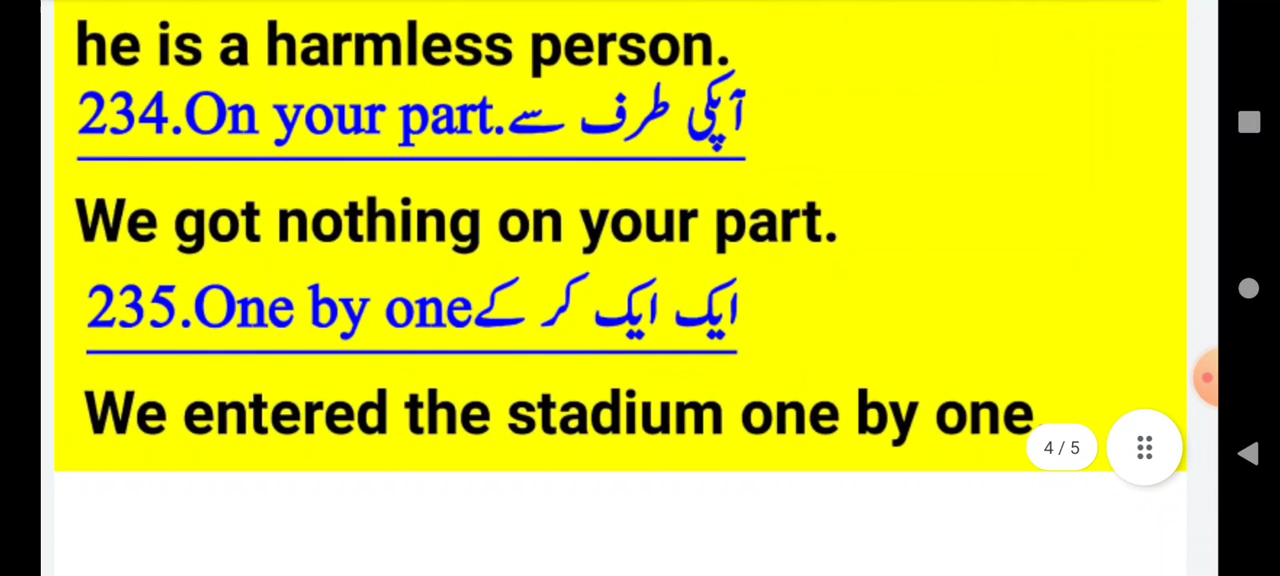 he is a harmless person.
234.On your part.آپکی طرف سے
We got nothing on your part.
235.One by oneایک ایک کر کے
We entered the stadium one by one
4 / 5